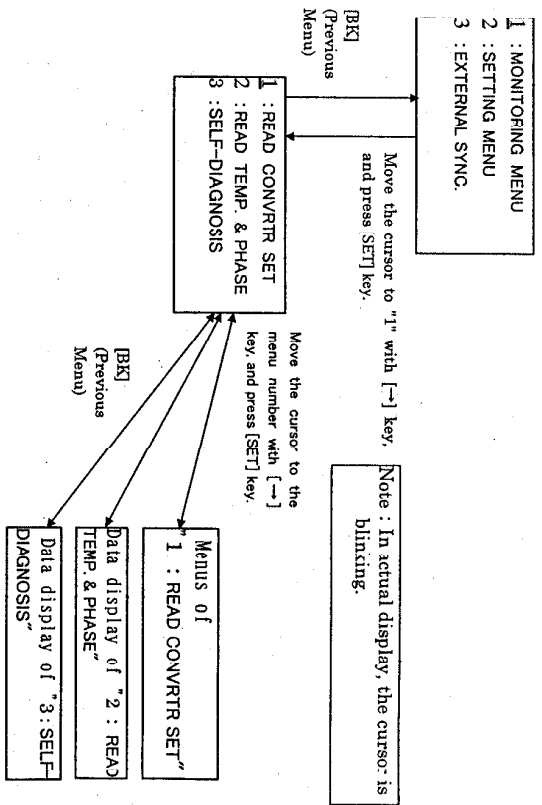 1 : MONITORING MENU
2 : SETTING MENU
3 : EXTERNAL SYNC.
[BK]
(Previous
Menu)
Move the cursor to "1" with [→] key,
and press [SET] key.
Note : In actual display, the cursor is
blinking.
1 : READ CONVRTR SET
2 : READ TEMP. & PHASE
3 : SELF-DIAGNOSIS
Move the cursor to the
menu number with [→]
key, and press [SET] key.
[BK]
(Previous
Menu)
Menus of
"1 : READ CONVRTR SET"
Data display of "2 : READ
TEMP. & PHASE"
Data display of "3 : SELF-
DIAGNOSIS"